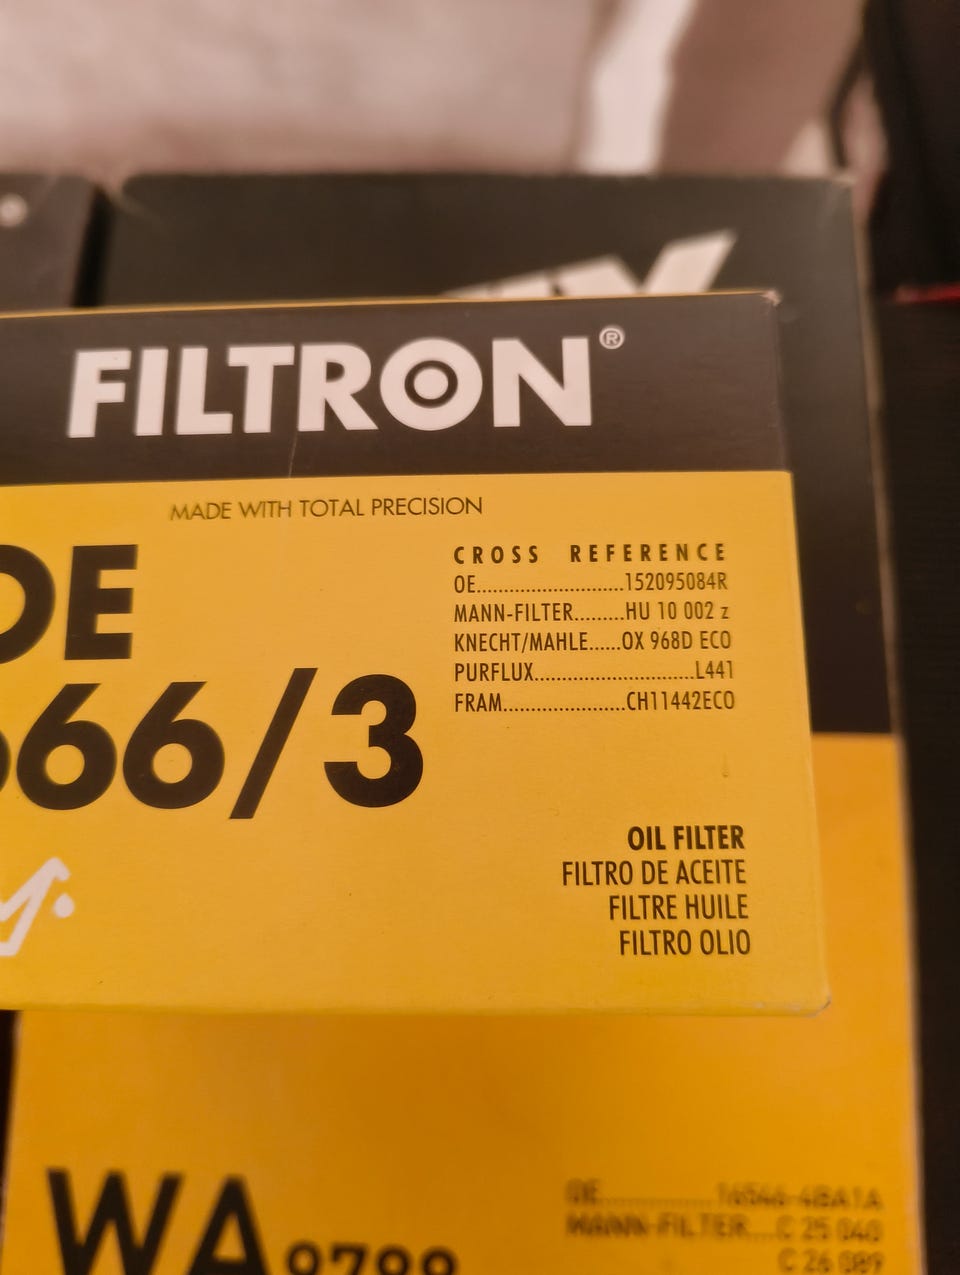 FILTRON®
MADE WITH TOTAL PRECISION
OE
666/3
CROSS REFERENCE
OE..........................152095084R
MANN-FILTER.........HU 10 002 z
KNECHT/MAHLE......OX 968D ECO
PURFLUX............................L441
FRAM......................CH11442ECO
OIL FILTER
FILTRO DE ACEITE
FILTRE HUILE
FILTRO OLIO
WA
OE..................16546-4BA1A
MANN-FILTER....C 25 040
C 26 089